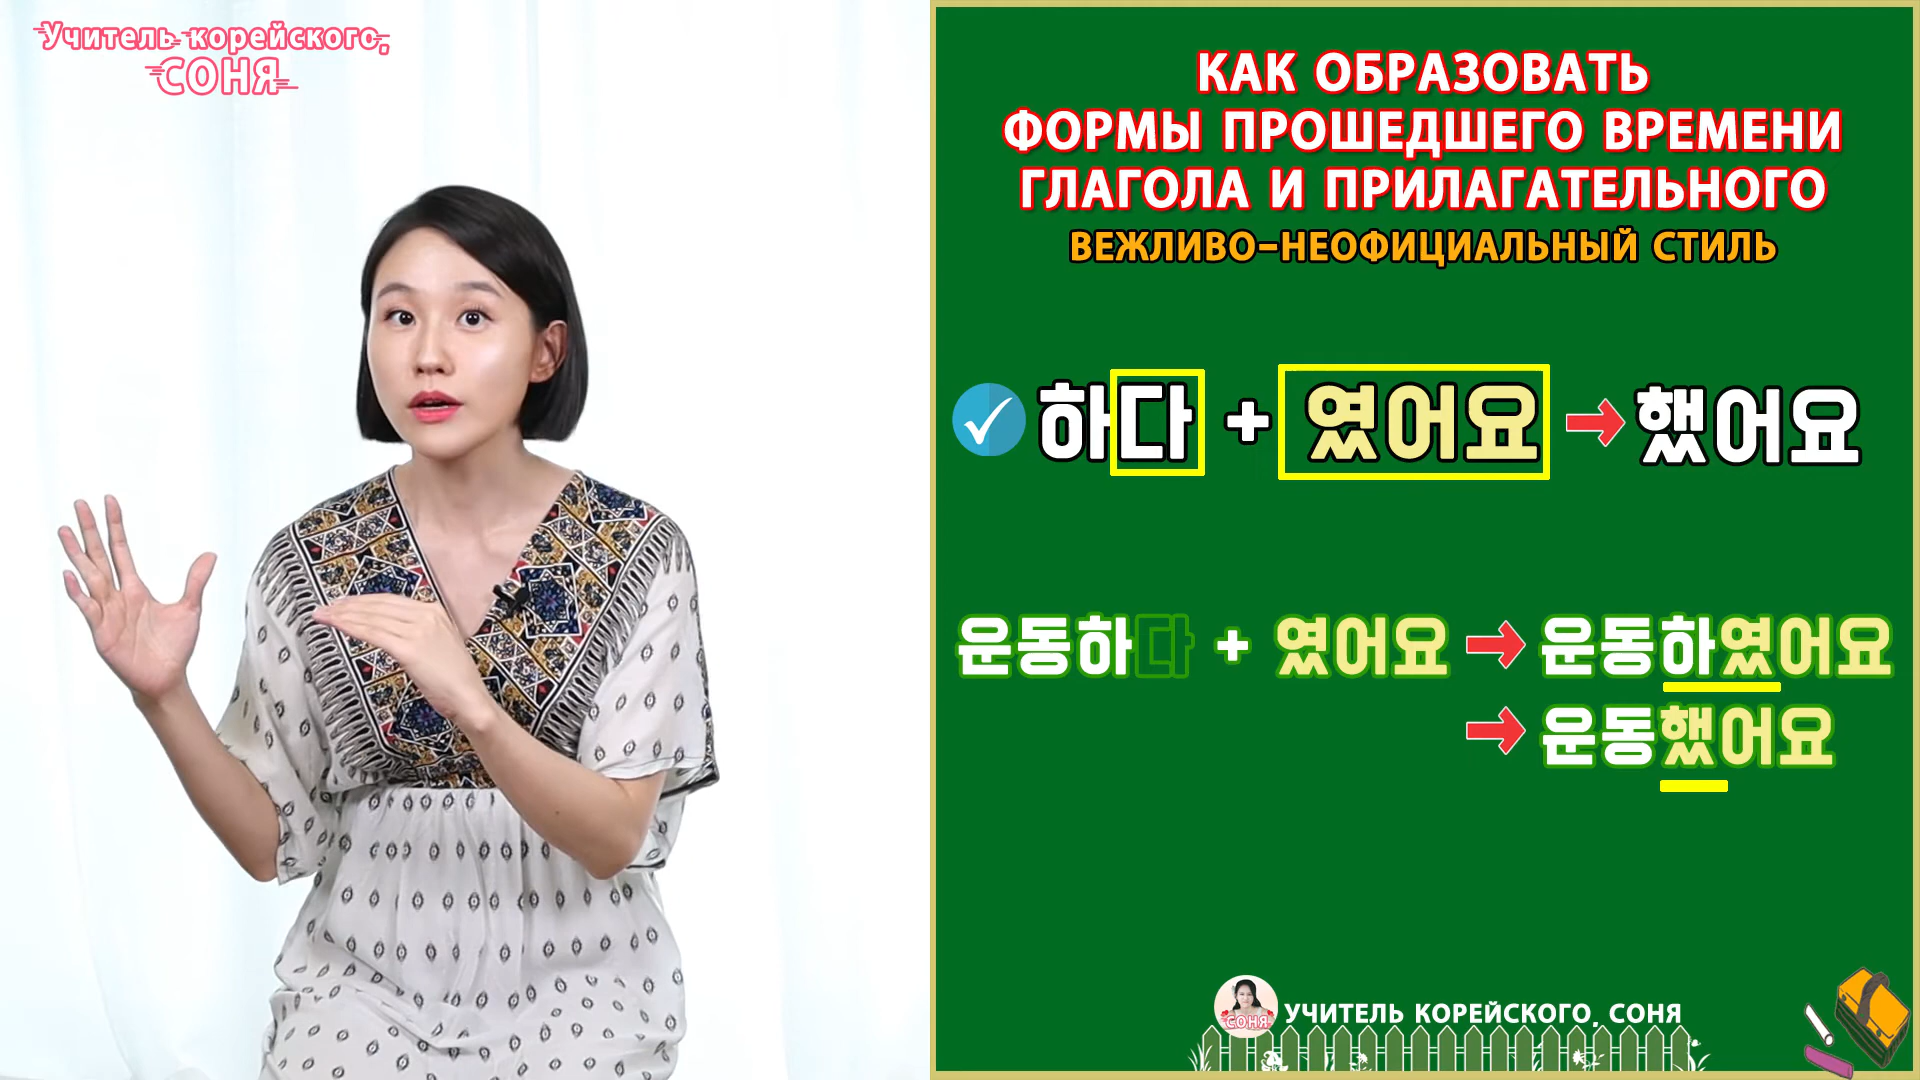 Учитель корейского,
СОНЯ
КАК ОБРАЗОВАТЬ
ФОРМЫ ПРОШЕДШЕГО ВРЕМЕНИ
ГЛАГОЛА И ПРИЛАГАТЕЛЬНОГО
ВЕЖЛИВО-НЕОФИЦИАЛЬНЫЙ СТИЛЬ
하다 + 였어요 → 했어요
운동하다 + 였어요 → 운동하였어요
→ 운동했어요
СОНЯ УЧИТЕЛЬ КОРЕЙСКОГО, СОНЯ